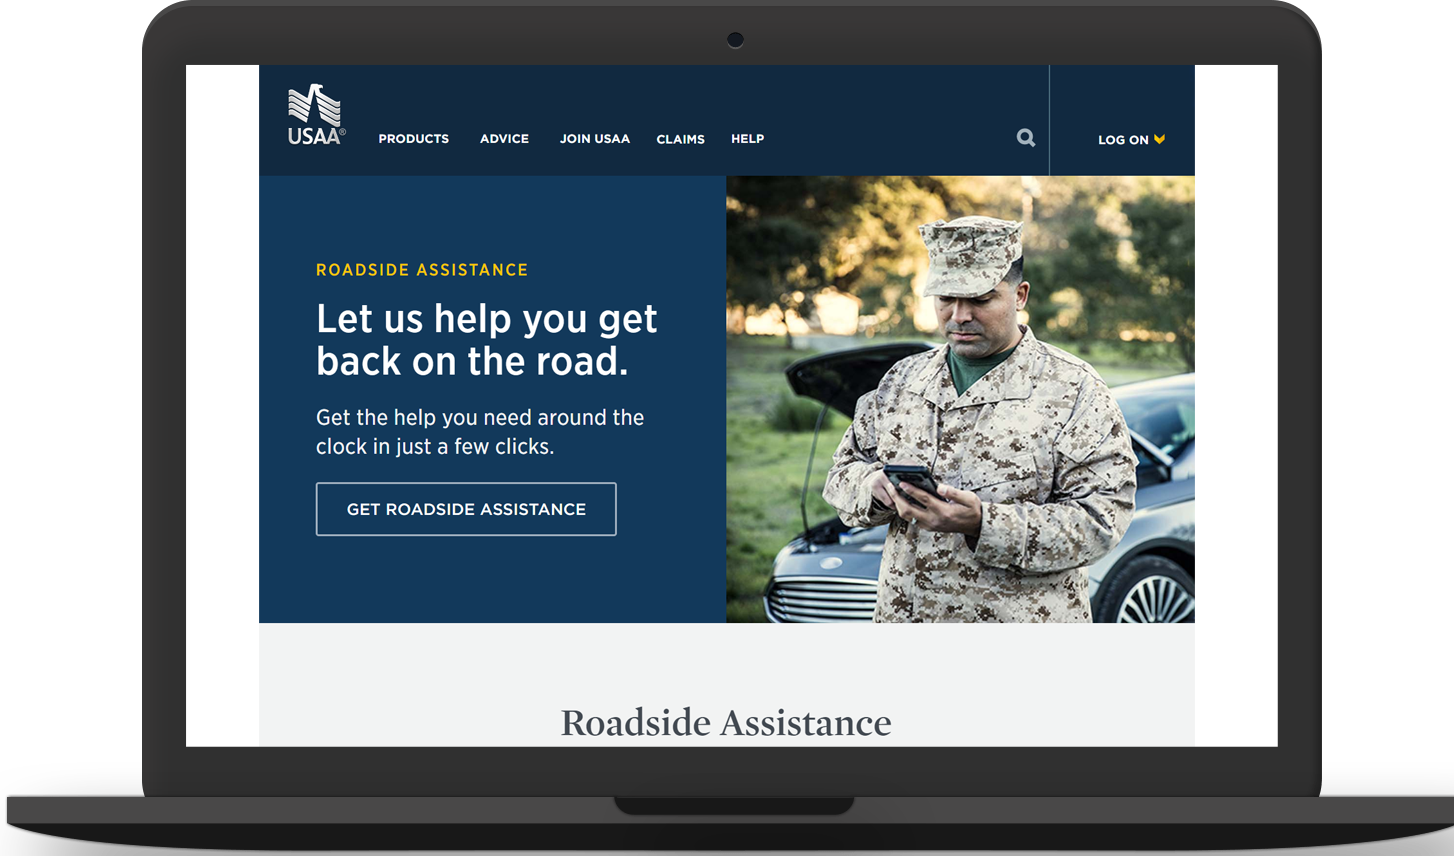 USAA®
PRODUCTS
ADVICE
JOIN USAA
CLAIMS
HELP
LOG ON
ROADSIDE ASSISTANCE
Let us help you get
back on the road.
Get the help you need around the
clock in just a few clicks.
GET ROADSIDE ASSISTANCE
Roadside Assistance